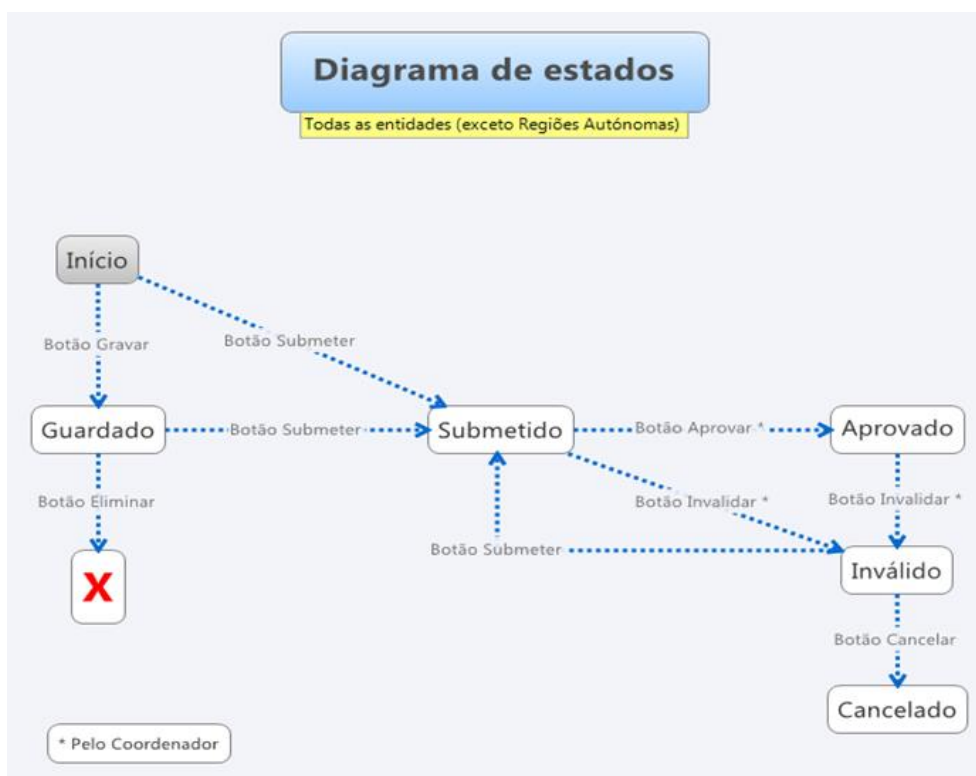 Diagrama de estados
Todas as entidades (exceto Regiões Autónomas)
Início
Botão Gravar
Botão Submeter
Guardado
Botão Submeter
Submetido
Botão Aprovar *
Aprovado
Botão Eliminar
Botão Invalidar *
Botão Invalidar *
Botão Submeter
X
Inválido
Botão Cancelar
Cancelado
* Pelo Coordenador